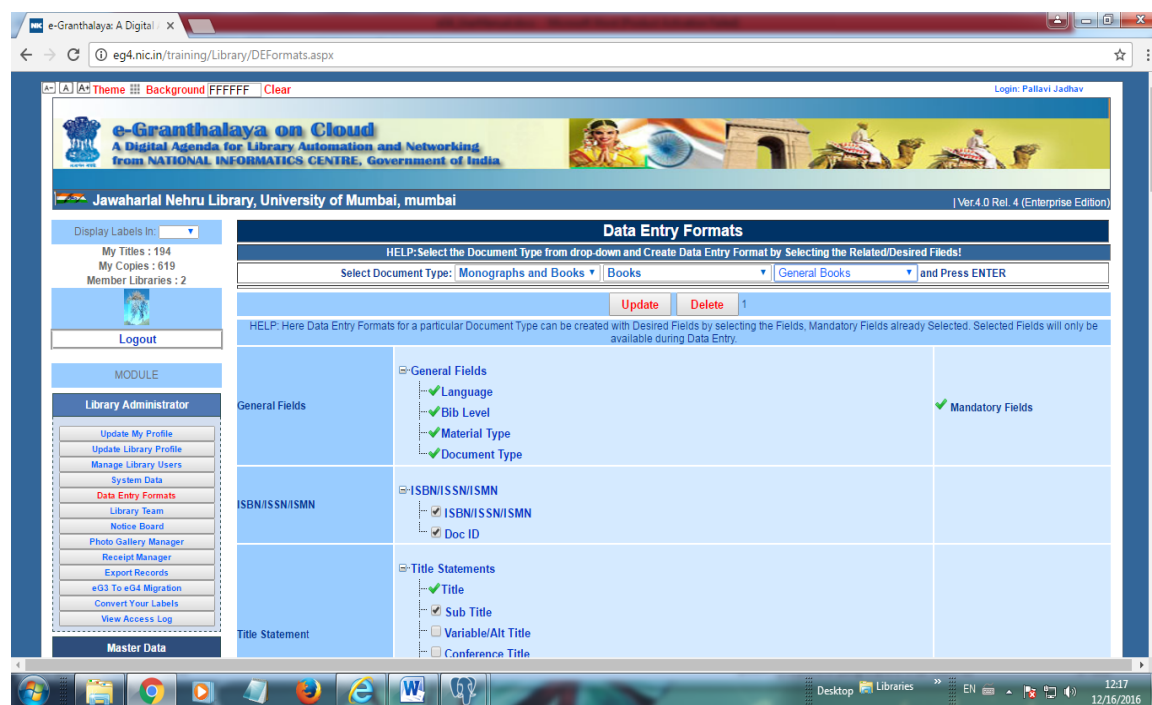 e-Granthalaya: A Digital
eg4.nic.in/training/Library/DEFormats.aspx
A- A A+ Theme Background FFFFFF Clear
Login: Pallavi Jadhav
e-Granthalaya on Cloud
A Digital Agenda for Library Automation and Networking
from NATIONAL INFORMATICS CENTRE, Government of India
Jawaharlal Nehru Library, University of Mumbai, mumbai
| Ver.4.0 Rel. 4 (Enterprise Edition)
Display Labels In:
My Titles : 194
My Copies : 619
Member Libraries : 2
Logout
MODULE
Library Administrator
Update My Profile
Update Library Profile
Manage Library Users
System Data
Data Entry Formats
Library Team
Notice Board
Photo Gallery Manager
Receipt Manager
Export Records
eG3 To eG4 Migration
Convert Your Labels
View Access Log
Master Data
Data Entry Formats
HELP:Select the Document Type from drop-down and Create Data Entry Format by Selecting the Related/Desired Fileds!
Select Document Type: Monographs and Books Books General Books and Press ENTER
Update Delete 1
HELP: Here Data Entry Formats for a particular Document Type can be created with Desired Fields by selecting the Fields, Mandatory Fields already Selected. Selected Fields will only be
available during Data Entry.
General Fields
General Fields
Language
Bib Level
Material Type
Document Type
Mandatory Fields
ISBN/ISSN/ISMN
ISBN/ISSN/ISMN
ISBN/ISSN/ISMN
Doc ID
Title Statement
Title Statements
Title
Sub Title
Variable/Alt Title
Conference Title
Desktop Libraries » EN 12:17
12/16/2016